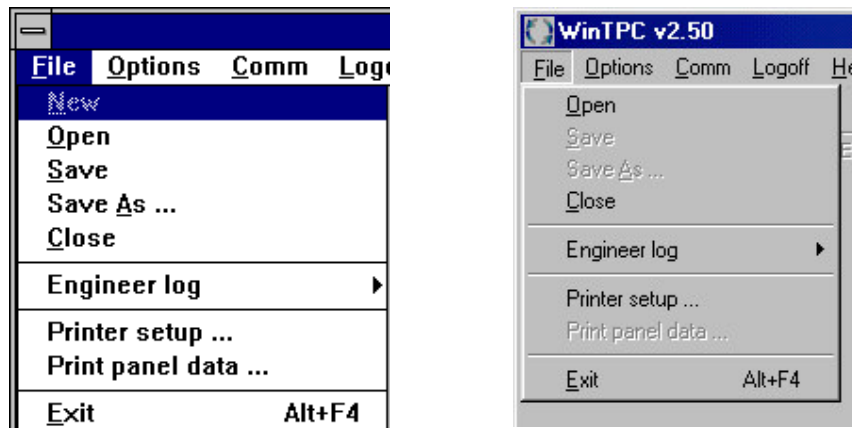 File Options Comm Log
New
Open
Save
Save As ...
Close
Engineer log
Printer setup ...
Print panel data ...
Exit Alt+F4
WinTPC v2.50
File Options Comm Logoff He
Open
Save
Save As ...
Close
Engineer log
Printer setup ...
Print panel data ...
Exit Alt+F4